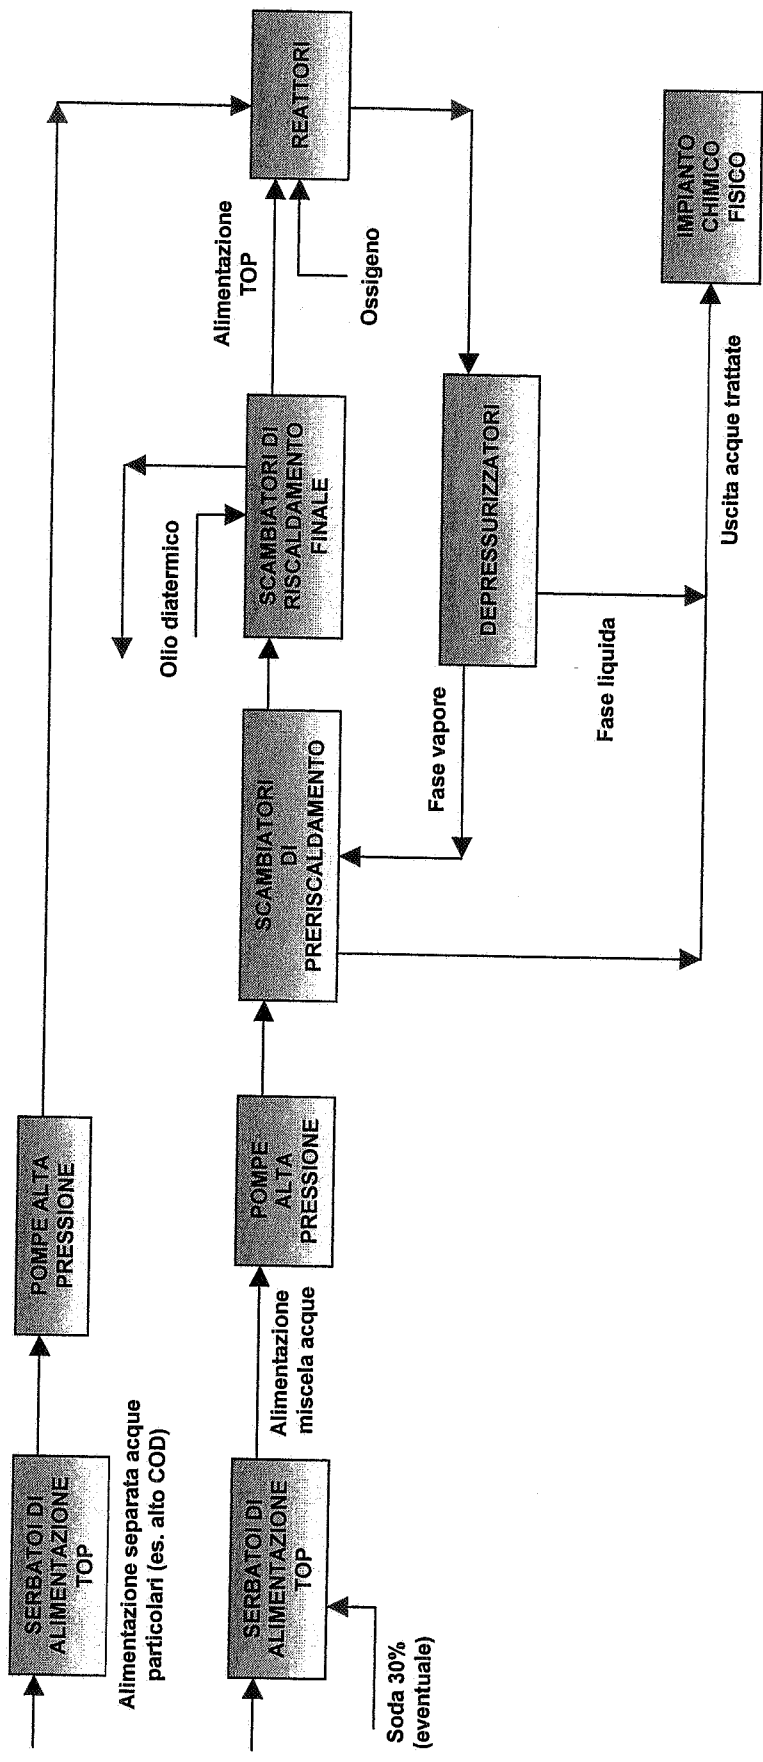 SERBATOI DI
ALIMENTAZIONE
TOP
Alimentazione separata acque
particolari (es. alto COD)
POMPE ALTA
PRESSIONE
SERBATOI DI
ALIMENTAZIONE
TOP
Soda 30%
(eventuale)
Alimentazione
miscela acque
POMPE
ALTA
PRESSIONE
SCAMBIATORI
DI
PRERISCALDAMENTO
Olio diatermico
SCAMBIATORI DI
RISCALDAMENTO
FINALE
Alimentazione
TOP
Ossigeno
REATTORI
Fase vapore
DEPRESSURIZZATORI
Fase liquida
Uscita acque trattate
IMPIANTO
CHIMICO
FISICO